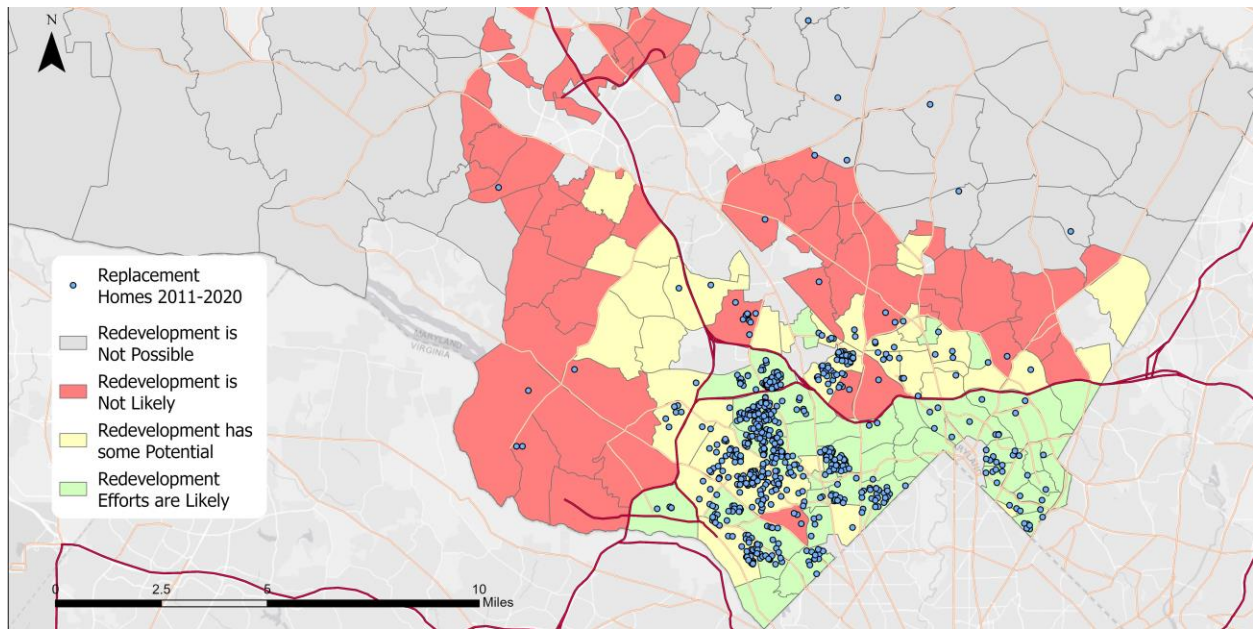 N
Replacement
Homes 2011-2020
Redevelopment is
Not Possible
Redevelopment is
Not Likely
Redevelopment has
some Potential
Redevelopment
Efforts are Likely
MARYLAND
VIRGINIA
0
2.5
5
10
Miles